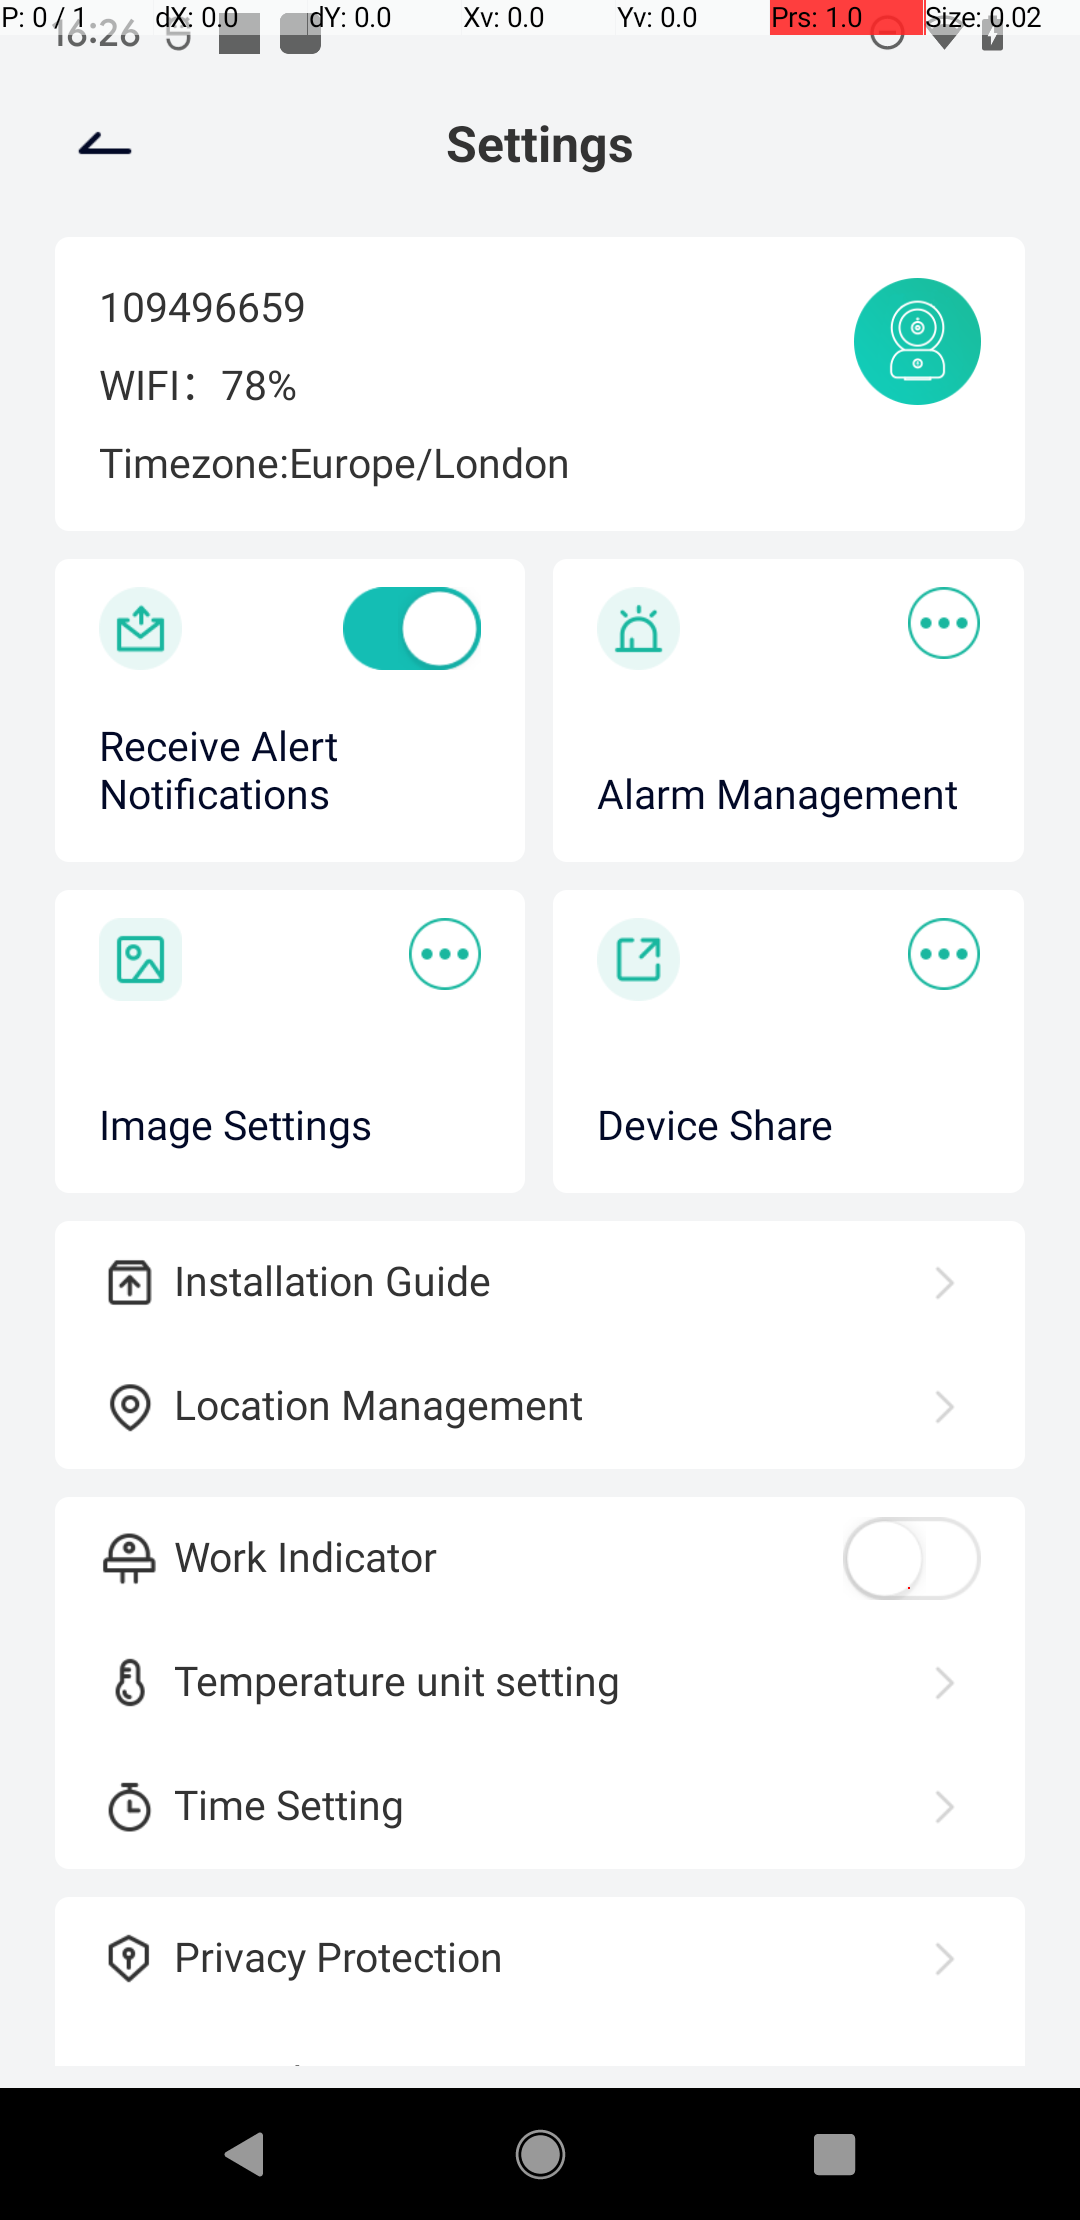 P: 0 / 1 dX: 0.0 dY: 0.0 Xv: 0.0 Yv: 0.0 Prs: 1.0 Size: 0.02
16:26
Settings
109496659
WIFI: 78%
Timezone:Europe/London
Receive Alert
Notifications
Alarm Management
Image Settings
Device Share
Installation Guide
Location Management
Work Indicator
Temperature unit setting
Time Setting
Privacy Protection